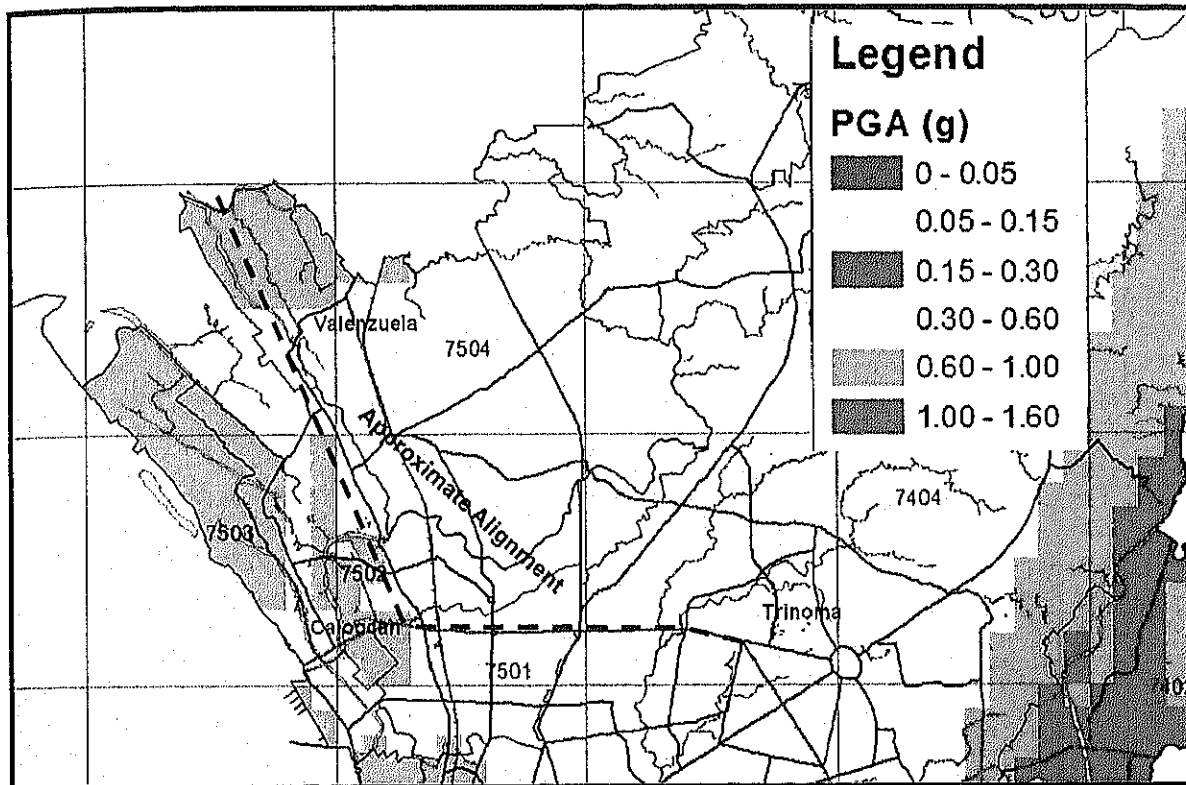 Legend
PGA (g)
0 - 0.05
0.05 - 0.15
0.15 - 0.30
0.30 - 0.60
0.60 - 1.00
1.00 - 1.60
Valenzuela
7504
Approximate Alignment
7404
7503
7502
Trinoma
Caloocan
7501